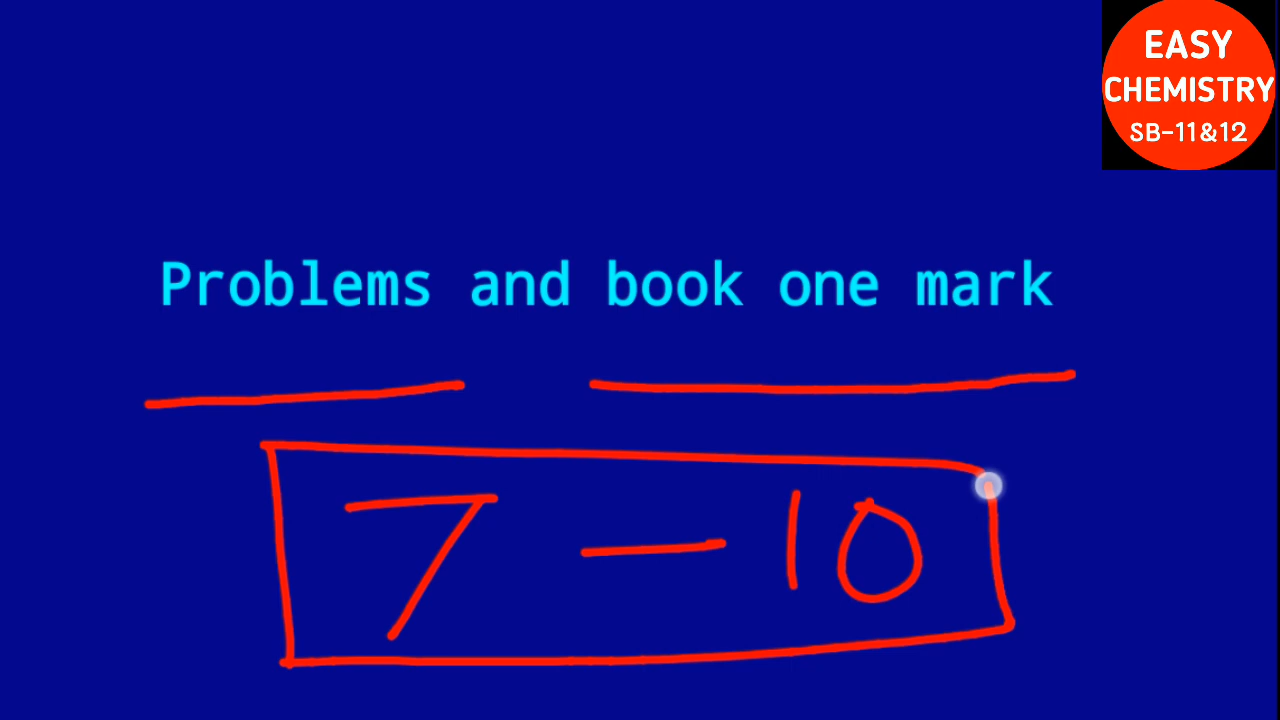 EASY
CHEMISTRY
SB-11&12
Problems and book one mark
7 - 10